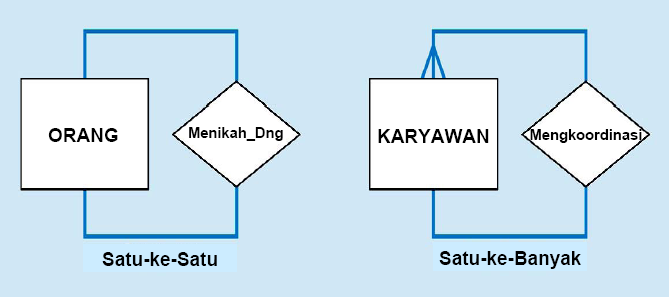 ORANG
Menikah_Dng
KARYAWAN
Mengkoordinasi
Satu-ke-Satu
Satu-ke-Banyak